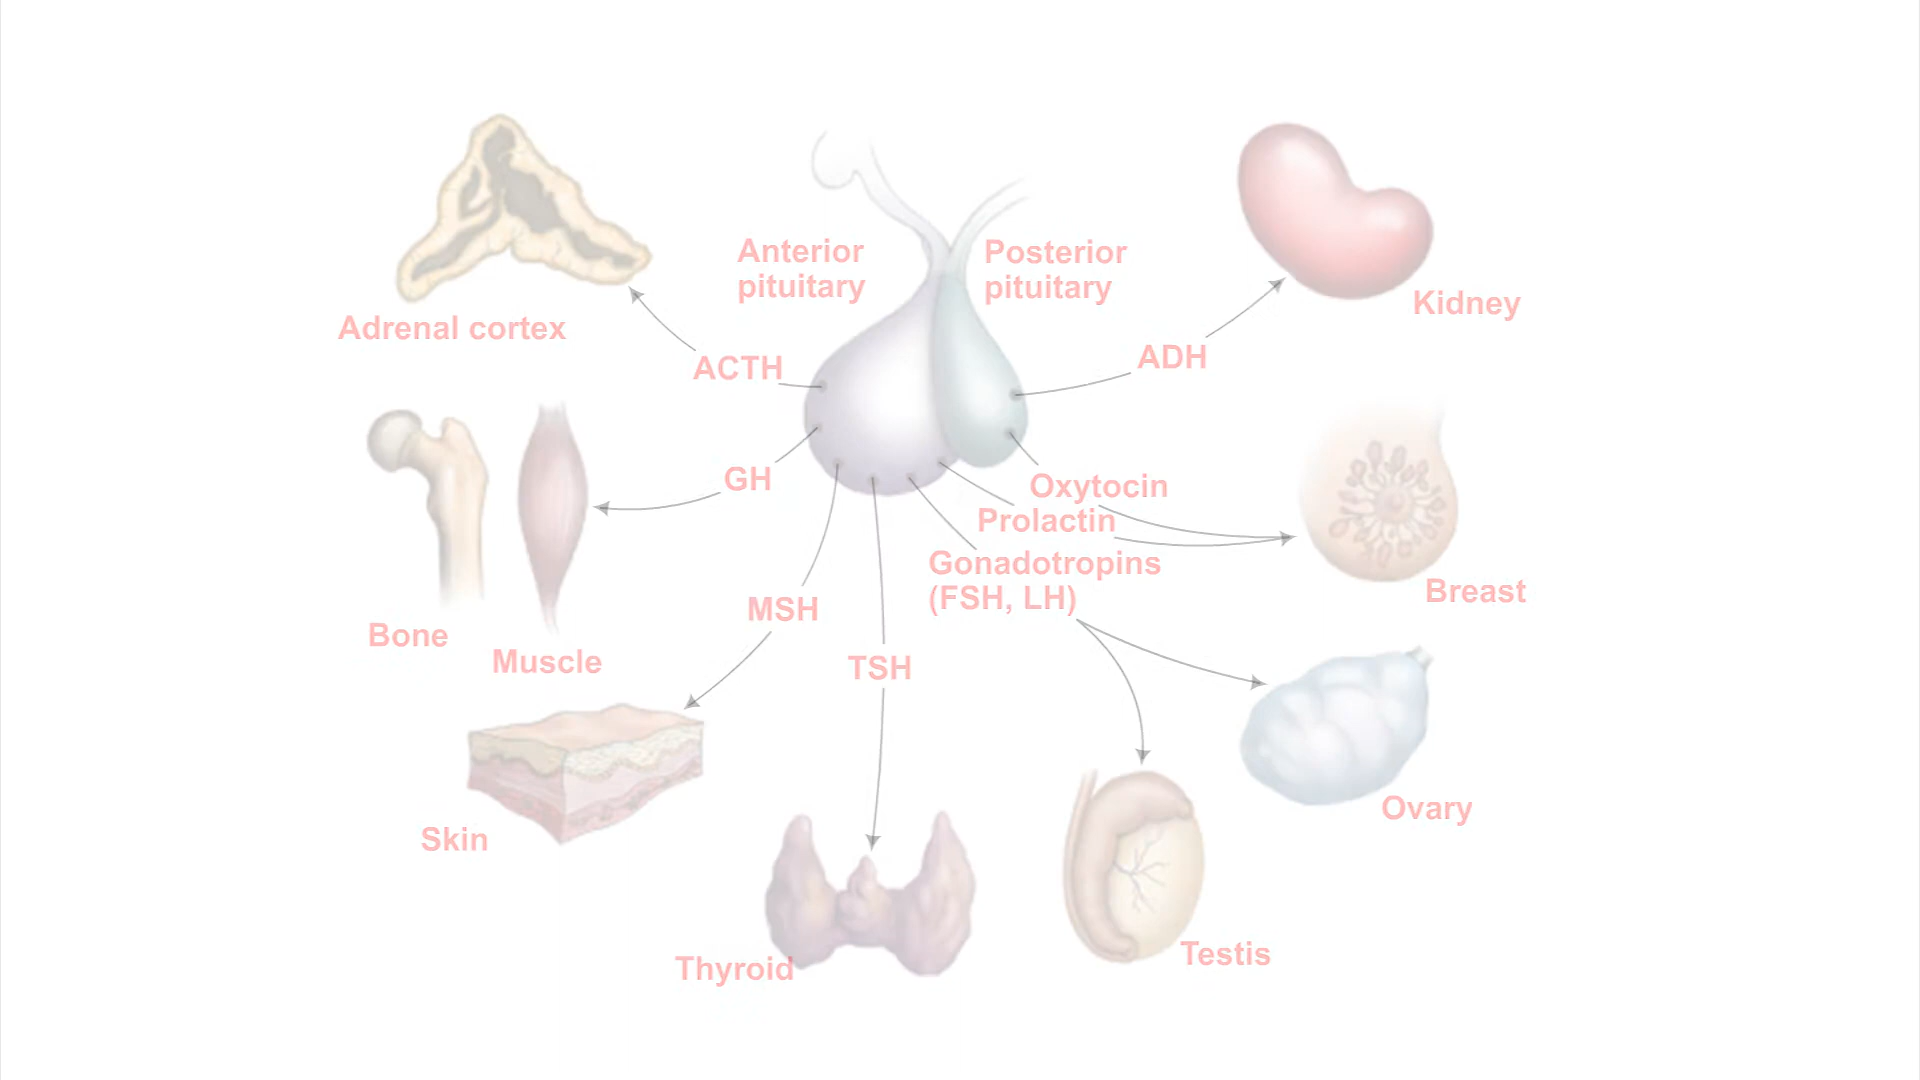 Anterior
pituitary
Posterior
pituitary
Kidney
Adrenal cortex
ACTH
ADH
GH
Oxytocin
Prolactin
Gonadotropins
(FSH, LH)
Breast
MSH
Bone
Muscle
TSH
Skin
Ovary
Testis
Thyroid